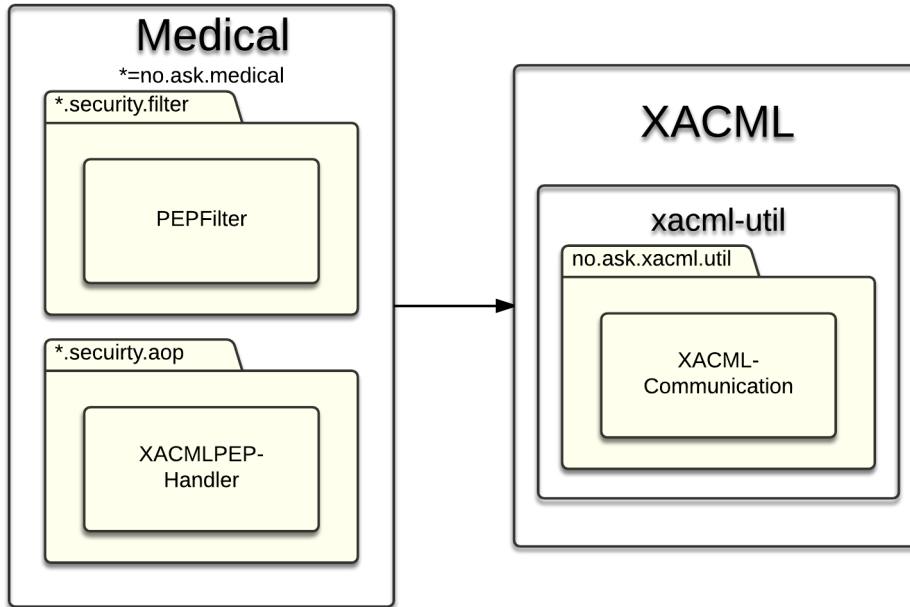 Medical
*=no.ask.medical
*.security.filter
PEPFilter
*.secuirty.aop
XACMLPEP-
Handler
XACML
xacml-util
no.ask.xacml.util
XACML-
Communication